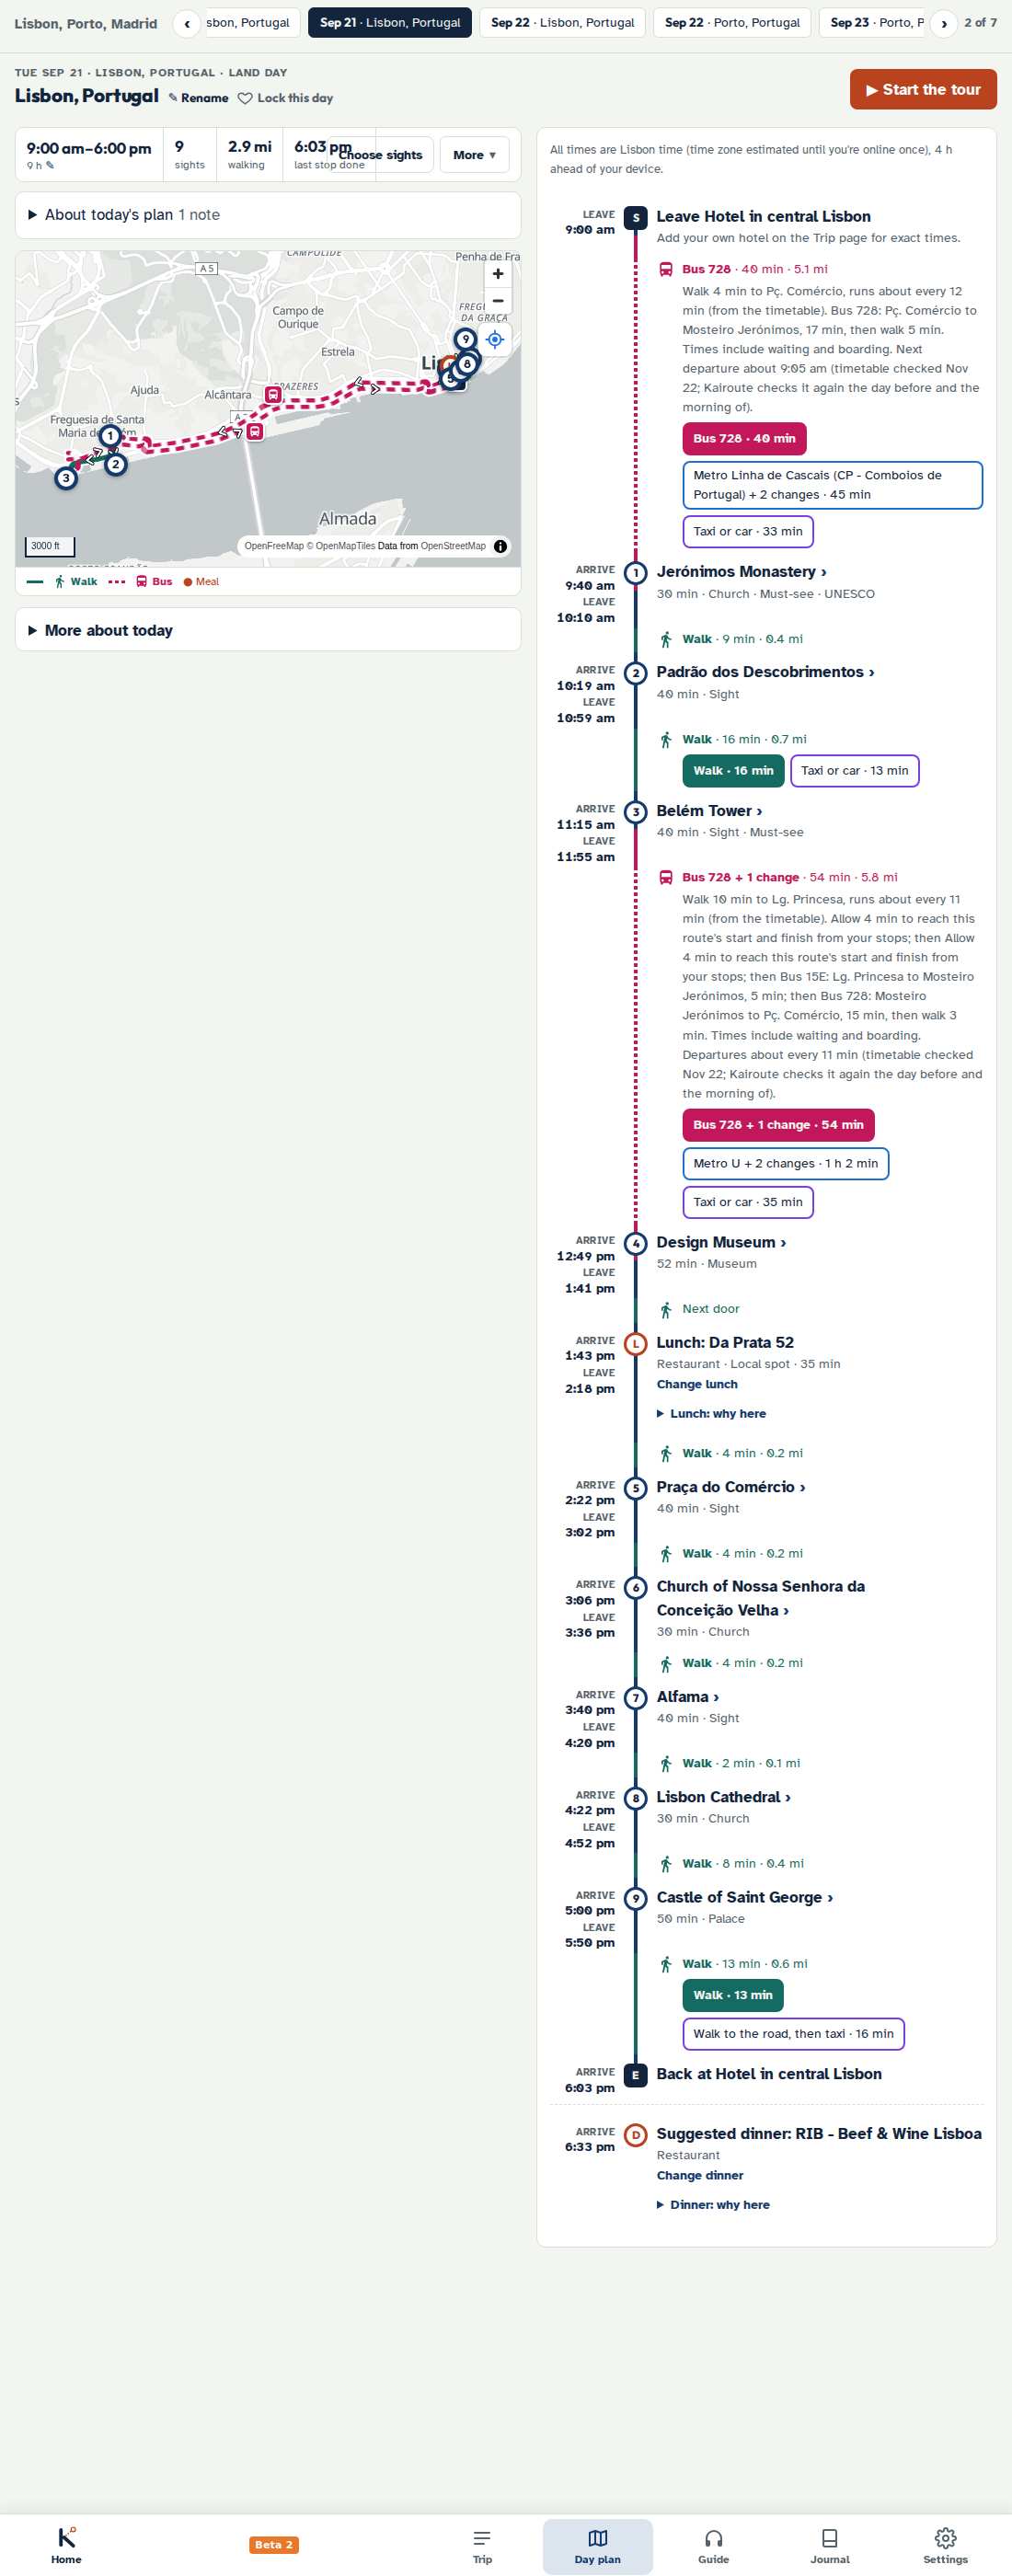 Lisbon, Porto, Madrid
‹
sbon, Portugal
Sep 21 · Lisbon, Portugal
Sep 22 · Lisbon, Portugal
Sep 22 · Porto, Portugal
Sep 23 · Porto, P
›
2 of 7
TUE SEP 21 · LISBON, PORTUGAL · LAND DAY
Lisbon, Portugal
✎ Rename
Lock this day
▶ Start the tour
9:00 am–6:00 pm
9 h ✎
9
sights
2.9 mi
walking
6:03 pm
last stop done
Choose sights
More ▾
▶ About today's plan 1 note
CAMPOLIDE
Penha de Fra
A 5
+
−
Campo de
Ourique
FREGU
DA GRAÇA
Estrela
9
Li
8
5
Ajuda
Alcântara
PRAZERES
A
Freguesia de Santa
Maria de
ém
1
2
3
Almada
3000 ft
OpenFreeMap © OpenMapTiles Data from OpenStreetMap
Walk
Bus
Meal
▶ More about today
All times are Lisbon time (time zone estimated until you're online once), 4 h
ahead of your device.
LEAVE
9:00 am
S
Leave Hotel in central Lisbon
Add your own hotel on the Trip page for exact times.
Bus 728 · 40 min · 5.1 mi
Walk 4 min to Pç. Comércio, runs about every 12
min (from the timetable). Bus 728: Pç. Comércio to
Mosteiro Jerónimos, 17 min, then walk 5 min.
Times include waiting and boarding. Next
departure about 9:05 am (timetable checked Nov
22; Kairoute checks it again the day before and the
morning of).
Bus 728 · 40 min
Metro Linha de Cascais (CP - Comboios de
Portugal) + 2 changes · 45 min
Taxi or car · 33 min
ARRIVE
9:40 am
LEAVE
10:10 am
1
Jerónimos Monastery ›
30 min · Church · Must-see · UNESCO
Walk · 9 min · 0.4 mi
ARRIVE
10:19 am
LEAVE
10:59 am
2
Padrão dos Descobrimentos ›
40 min · Sight
Walk · 16 min · 0.7 mi
Walk · 16 min
Taxi or car · 13 min
ARRIVE
11:15 am
LEAVE
11:55 am
3
Belém Tower ›
40 min · Sight · Must-see
Bus 728 + 1 change · 54 min · 5.8 mi
Walk 10 min to Lg. Princesa, runs about every 11
min (from the timetable). Allow 4 min to reach this
route's start and finish from your stops; then Allow
4 min to reach this route's start and finish from
your stops; then Bus 15E: Lg. Princesa to Mosteiro
Jerónimos, 5 min; then Bus 728: Mosteiro
Jerónimos to Pç. Comércio, 15 min, then walk 3
min. Times include waiting and boarding.
Departures about every 11 min (timetable checked
Nov 22; Kairoute checks it again the day before and
the morning of).
Bus 728 + 1 change · 54 min
Metro U + 2 changes · 1 h 2 min
Taxi or car · 35 min
ARRIVE
12:49 pm
LEAVE
1:41 pm
4
Design Museum ›
52 min · Museum
Next door
ARRIVE
1:43 pm
LEAVE
2:18 pm
L
Lunch: Da Prata 52
Restaurant · Local spot · 35 min
Change lunch
▶ Lunch: why here
Walk · 4 min · 0.2 mi
ARRIVE
2:22 pm
LEAVE
3:02 pm
5
Praça do Comércio ›
40 min · Sight
Walk · 4 min · 0.2 mi
ARRIVE
3:06 pm
LEAVE
3:36 pm
6
Church of Nossa Senhora da
Conceição Velha ›
30 min · Church
Walk · 4 min · 0.2 mi
ARRIVE
3:40 pm
LEAVE
4:20 pm
7
Alfama ›
40 min · Sight
Walk · 2 min · 0.1 mi
ARRIVE
4:22 pm
LEAVE
4:52 pm
8
Lisbon Cathedral ›
30 min · Church
Walk · 8 min · 0.4 mi
ARRIVE
5:00 pm
LEAVE
5:50 pm
9
Castle of Saint George ›
50 min · Palace
Walk · 13 min · 0.6 mi
Walk · 13 min
Walk to the road, then taxi · 16 min
ARRIVE
6:03 pm
E
Back at Hotel in central Lisbon
ARRIVE
6:33 pm
D
Suggested dinner: RIB - Beef & Wine Lisboa
Restaurant
Change dinner
▶ Dinner: why here
Home
Beta 2
Trip
Day plan
Guide
Journal
Settings